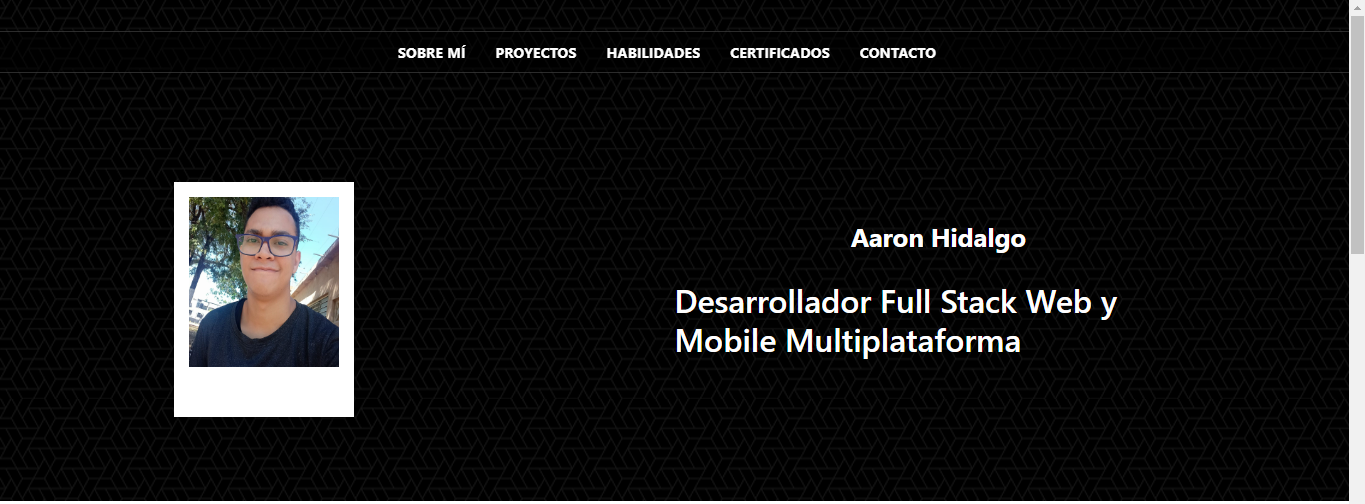 SOBRE MÍ PROYECTOS HABILIDADES CERTIFICADOS CONTACTO
Aaron Hidalgo
Desarrollador Full Stack Web y
Mobile Multiplataforma